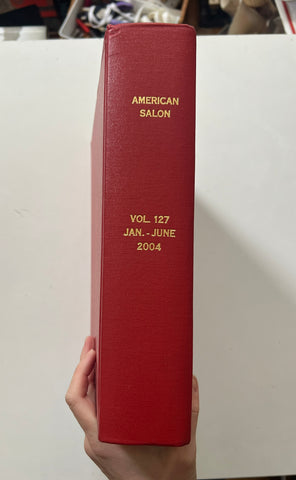 AMERICAN
SALON
VOL. 127
JAN. - JUNE
2004